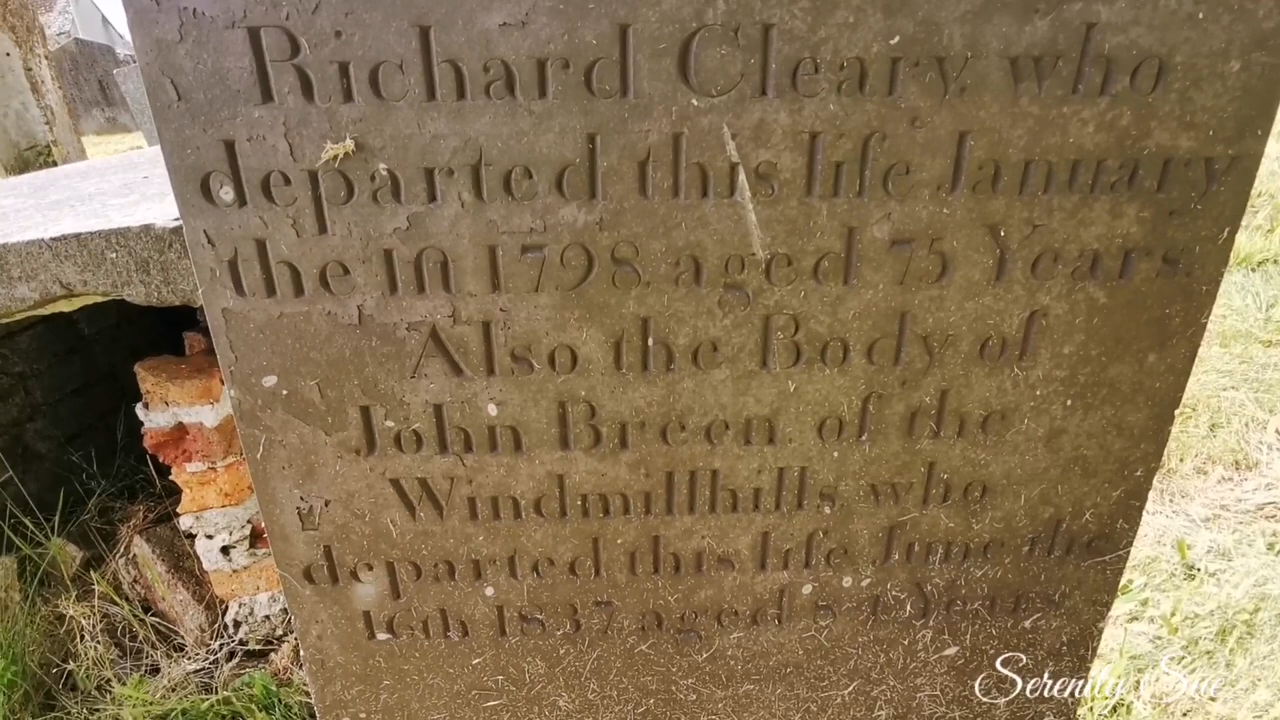 Richard Cleary who
departed this life January
the 1798. aged 75 Years.
Also the Body of
John Breen of the
Windmillhills who
departed this life June the
16th 1837 aged Years
Serenity Sue